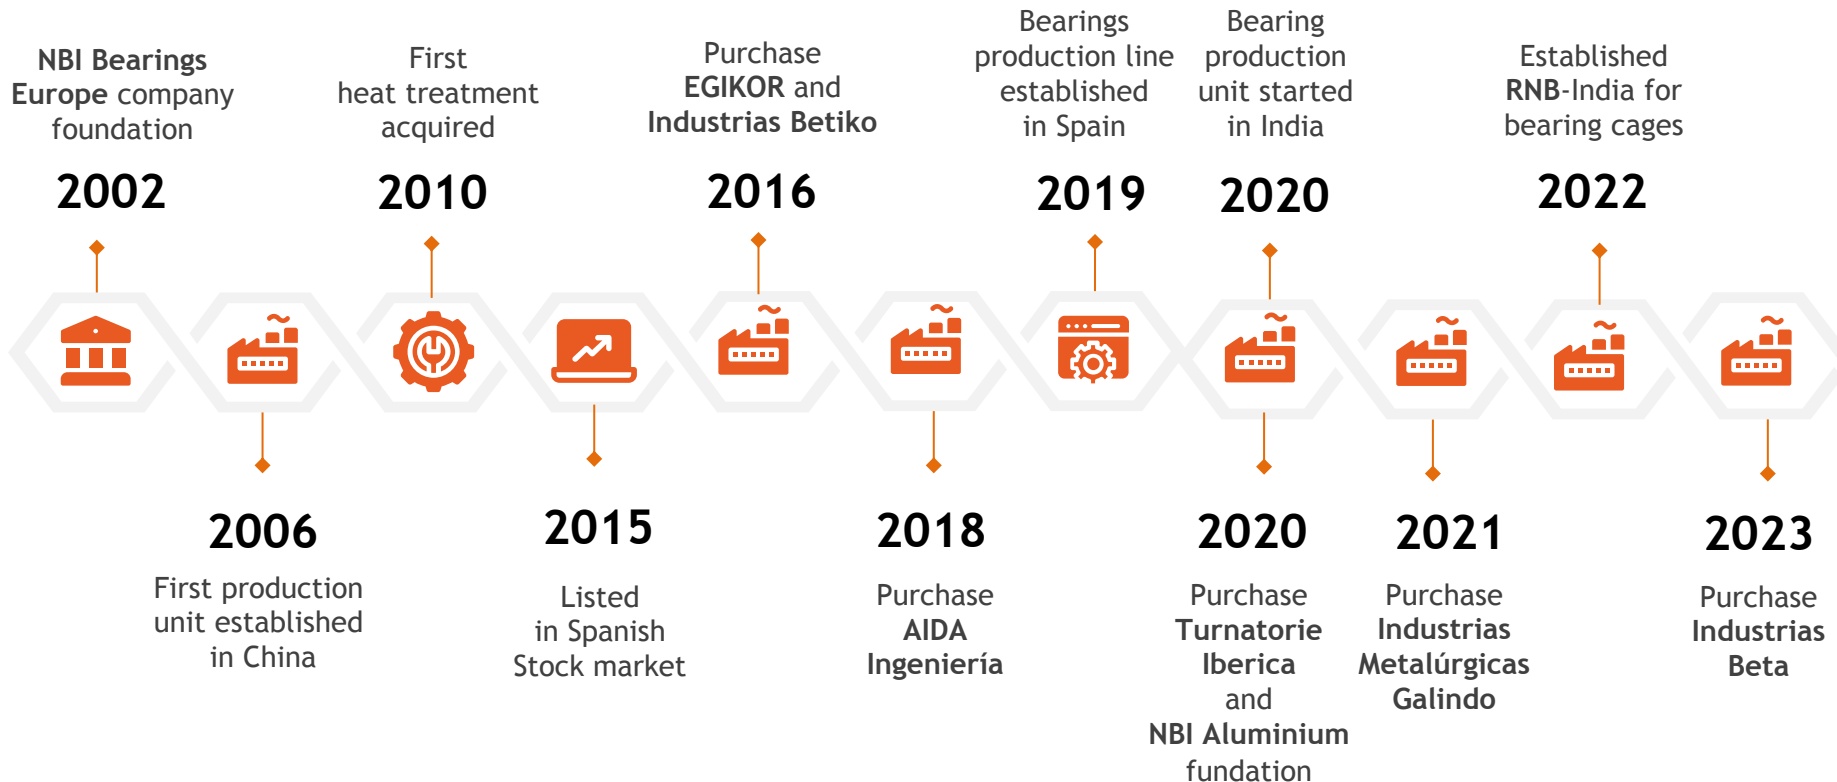 NBI Bearings
Europe company
foundation
2002
2006
First production
unit established
in China
First
heat treatment
acquired
2010
2015
Listed
in Spanish
Stock market
Purchase
EGIKOR and
Industrias Betiko
2016
2018
Purchase
AIDA
Ingeniería
Bearings
production line
established
in Spain
2019
Bearing
production
unit started
in India
2020
2020
Purchase
Turnatorie
Iberica
and
NBI Aluminium
fundation
2021
Purchase
Industrias
Metalúrgicas
Galindo
Established
RNB-India for
bearing cages
2022
2023
Purchase
Industrias
Beta